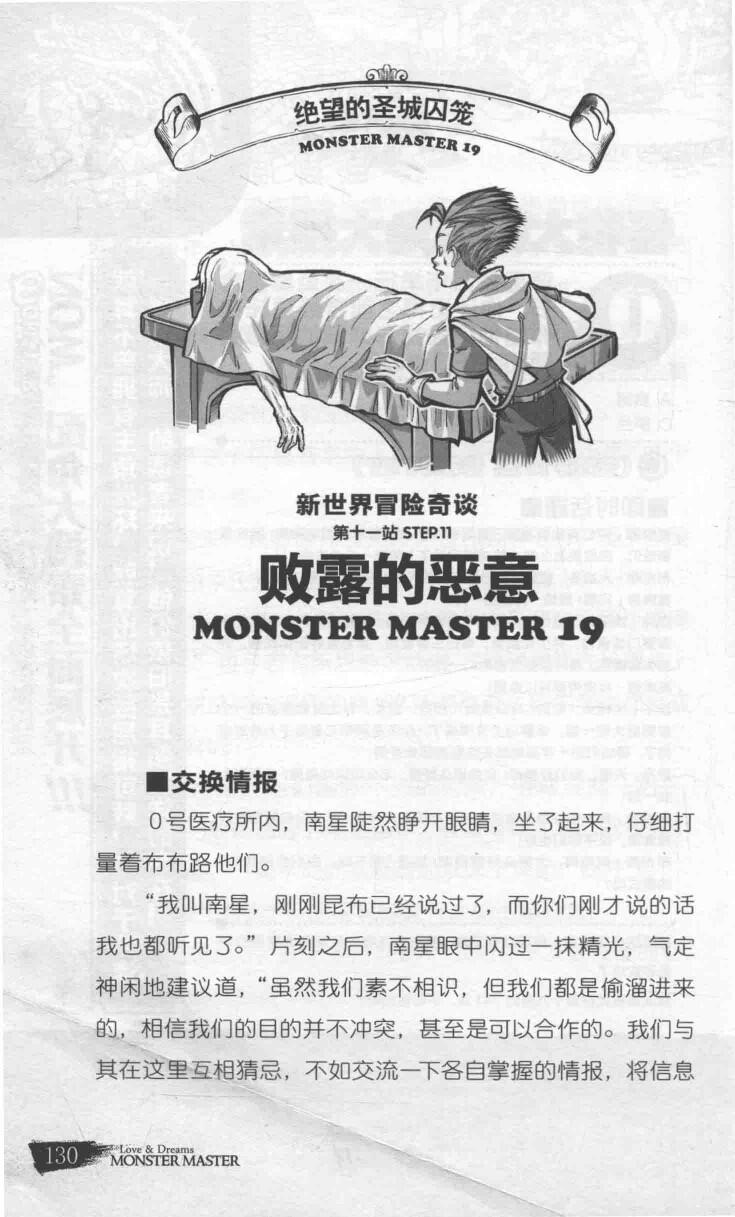 绝望的圣城囚笼
MONSTER MASTER 19
新世界冒险奇谈
第十一站 STEP.11
败露的恶意
MONSTER MASTER 19
■交换情报
0号医疗所内，南星陡然睁开眼睛，坐了起来，仔细打
量着布布路他们。
“我叫南星，刚刚昆布已经说过了，而你们刚才说的话
我也都听见了。”片刻之后，南星眼中闪过一抹精光，气定
神闲地建议道，“虽然我们素不相识，但我们都是偷溜进来
的，相信我们的目的并不冲突，甚至是可以合作的。我们与
其在这里互相猜忌，不如交流一下各自掌握的情报，将信息
130
Love & Dreams
MONSTER MASTER